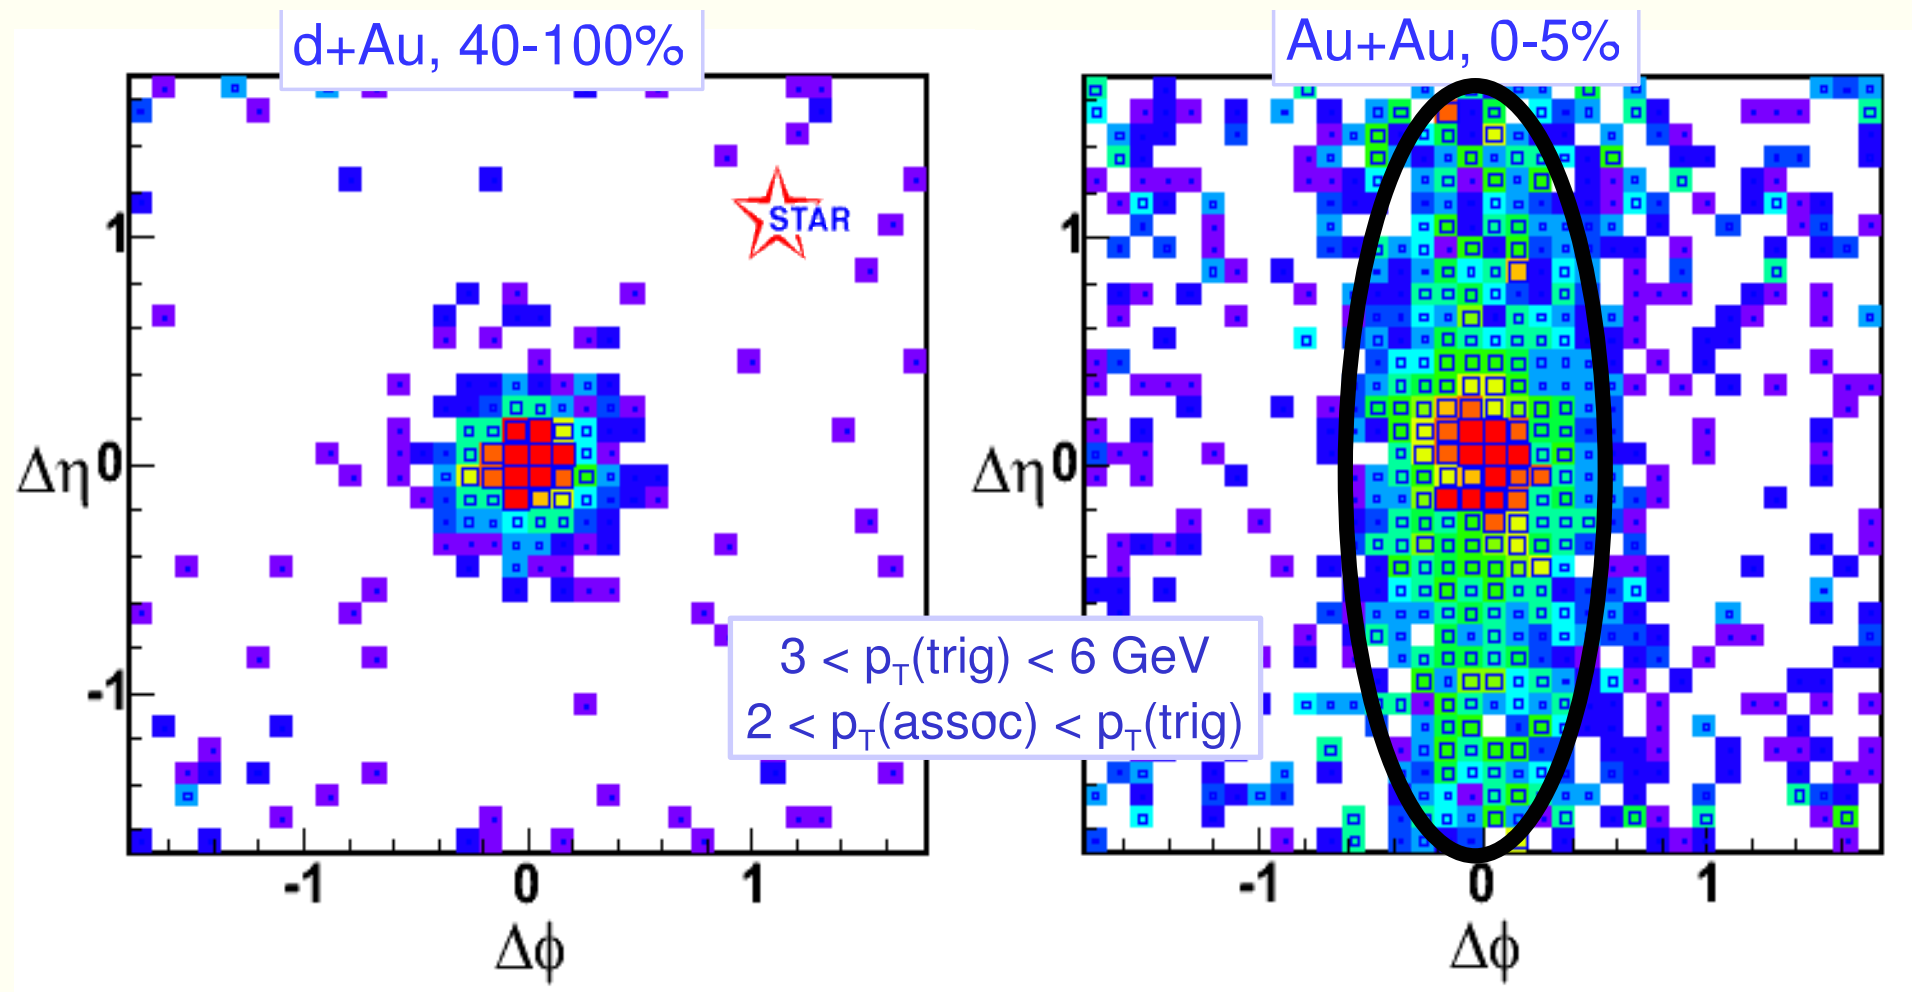 d+Au, 40-100%
Au+Au, 0-5%
STAR
1
Δη 0
-1
-1 0 1
Δϕ
1
Δη 0
-1 0 1
Δϕ
3 < p_T(trig) < 6 GeV
2 < p_T(assoc) < p_T(trig)